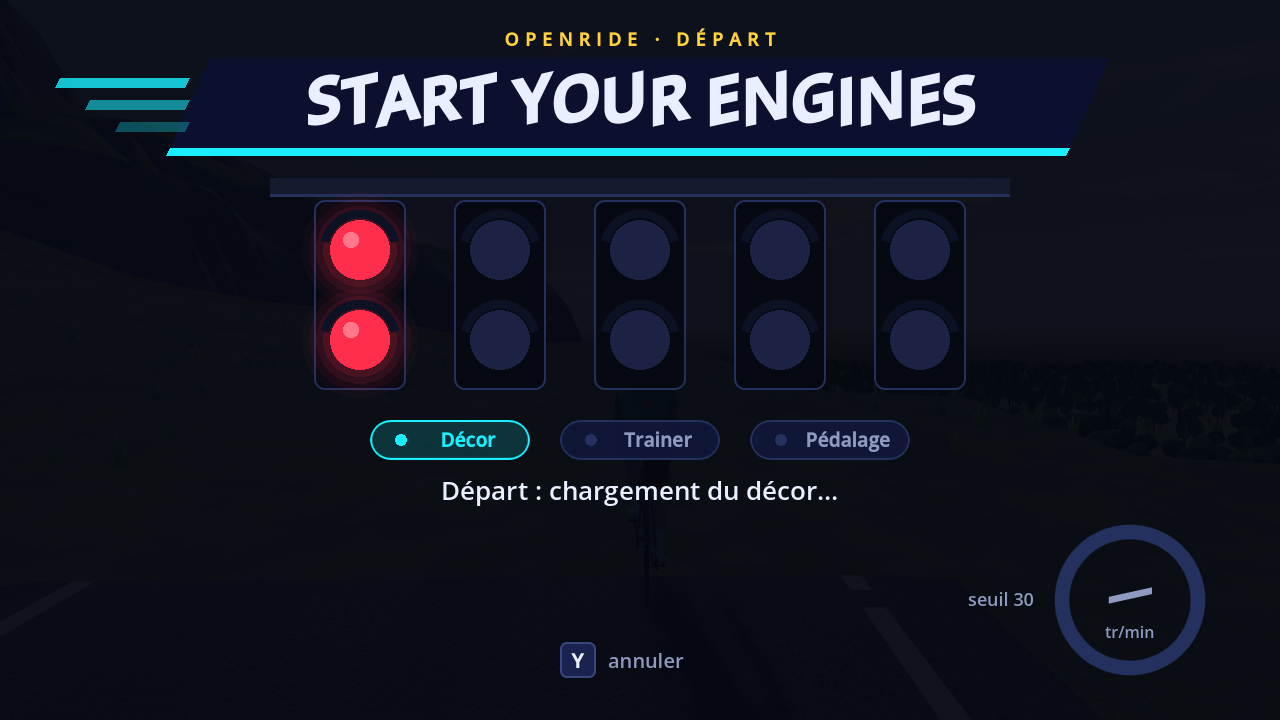 OPENRIDE · DÉPART
START YOUR ENGINES
Décor
Trainer
Pédalage
Départ : chargement du décor...
seuil 30
—
tr/min
Y annuler